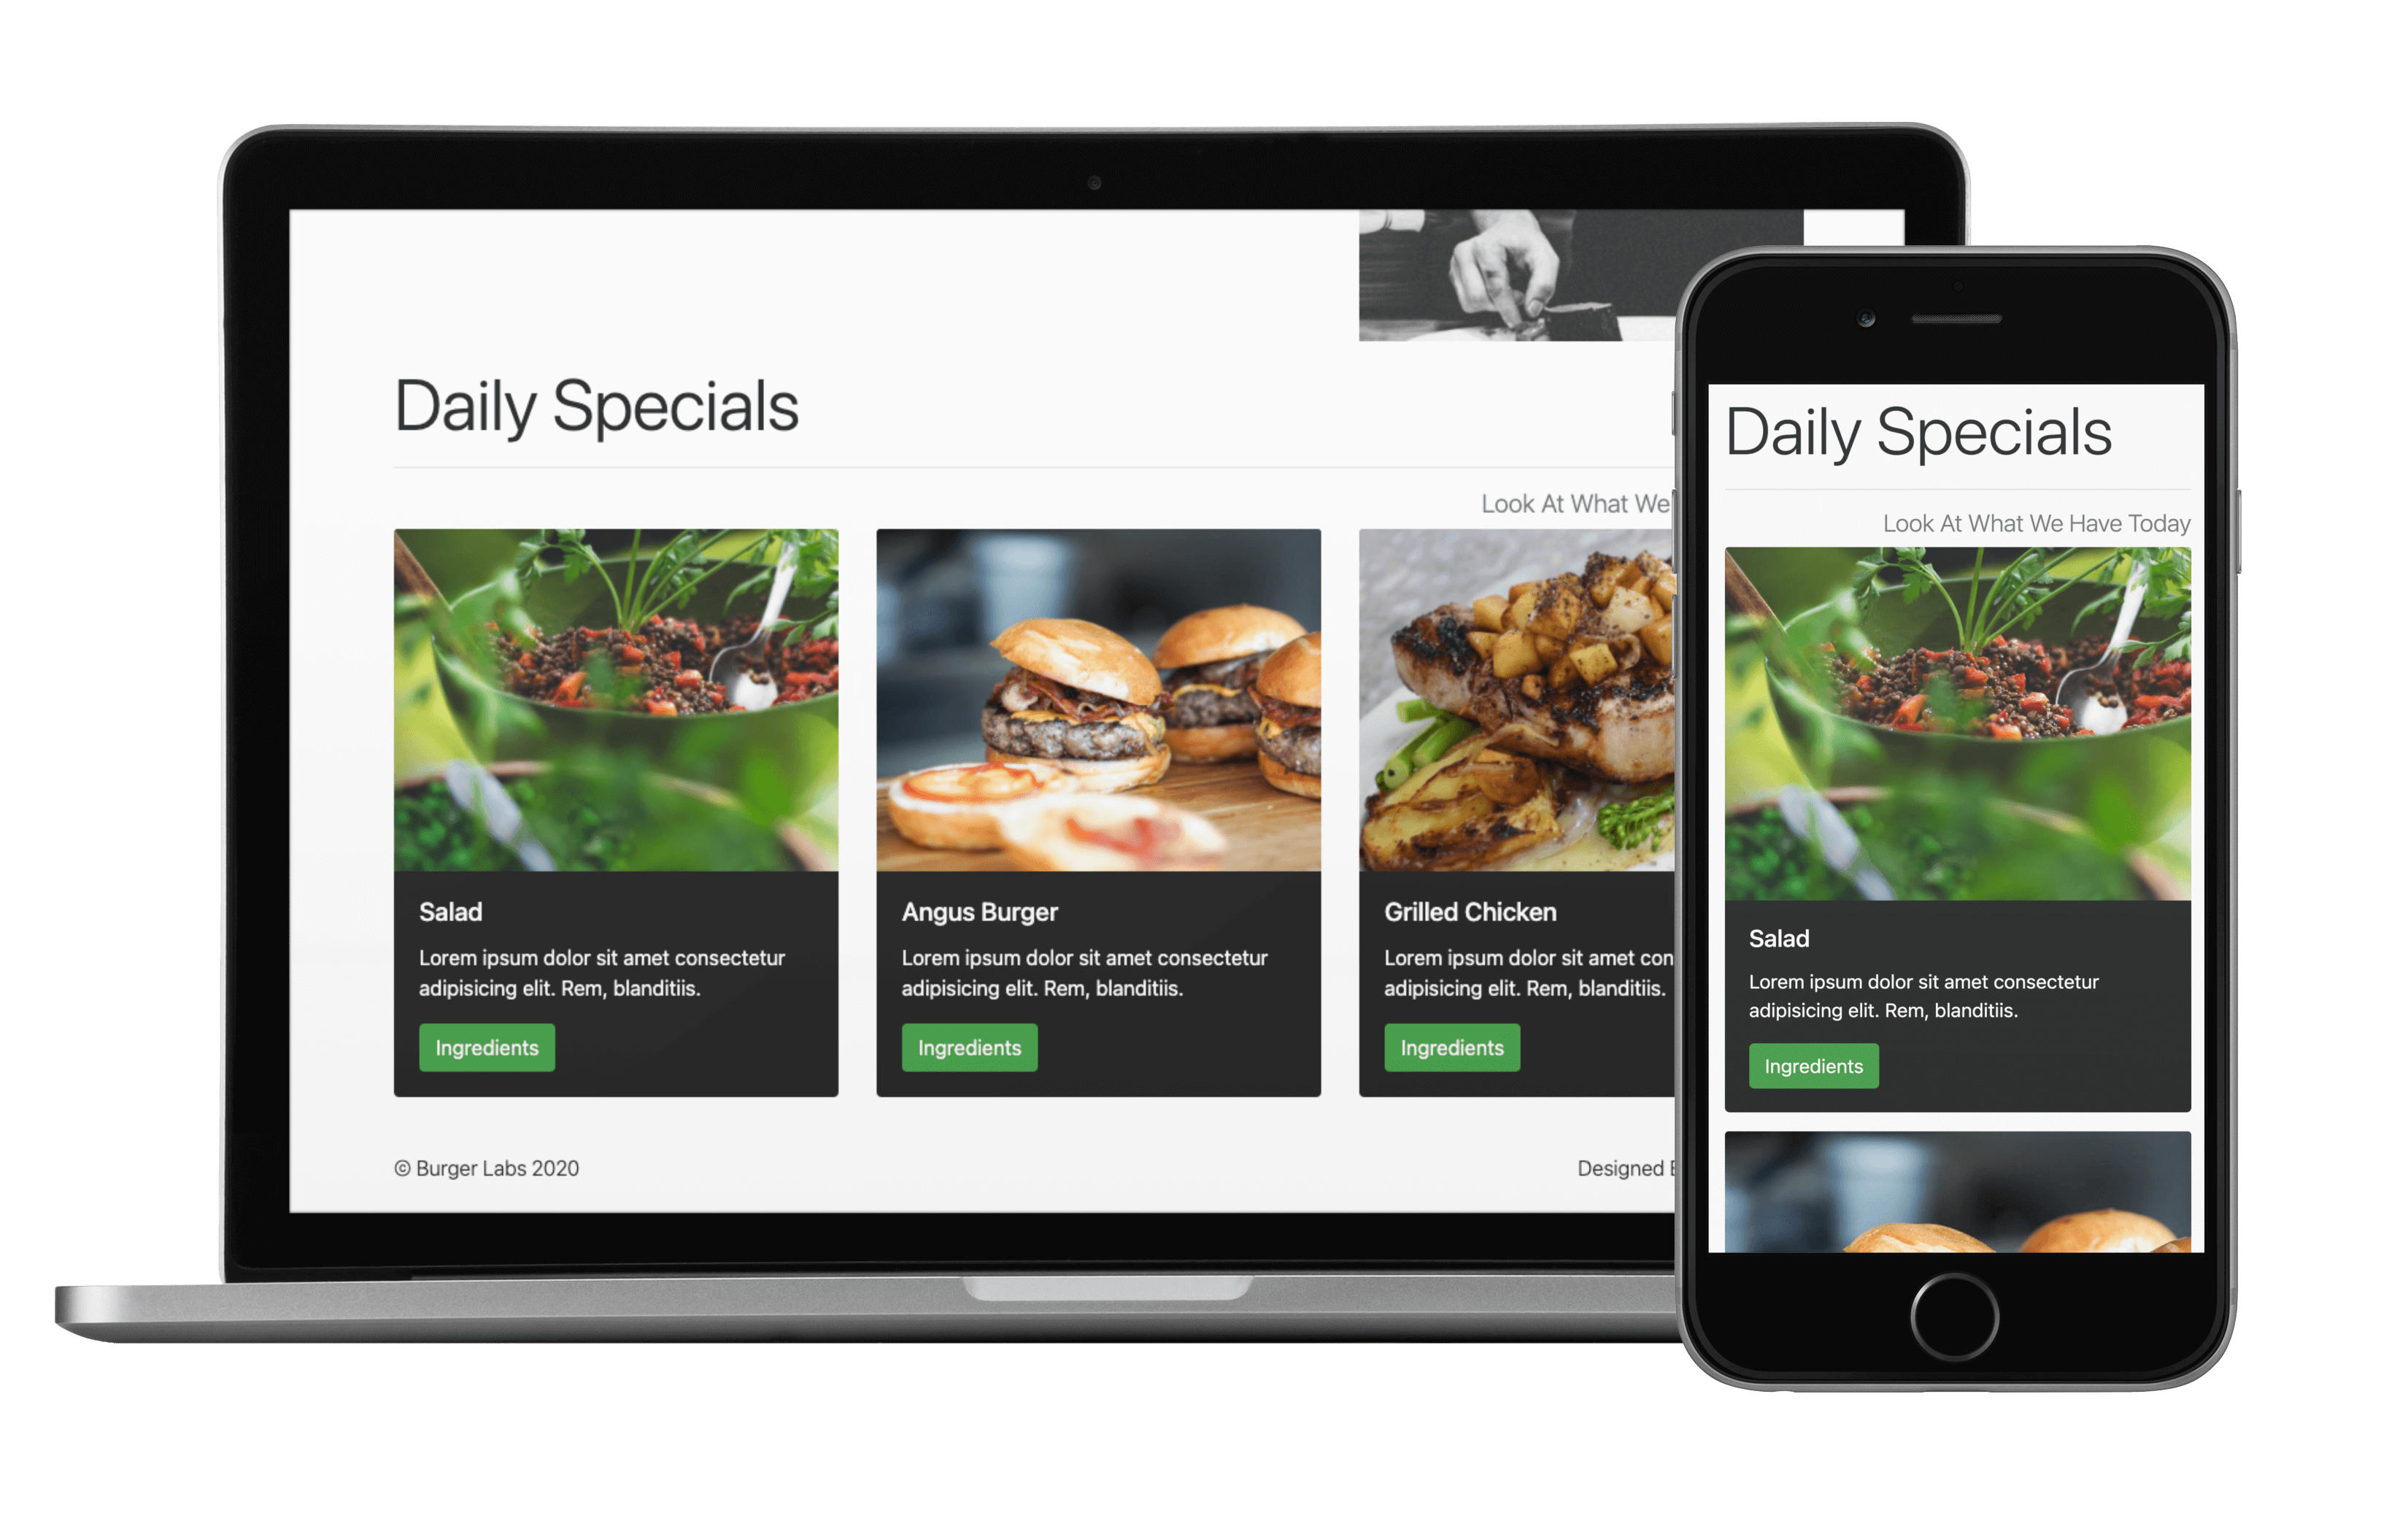 Daily Specials
Look At What We
Salad
Lorem ipsum dolor sit amet consectetur
adipisicing elit. Rem, blanditiis.
Ingredients
Angus Burger
Lorem ipsum dolor sit amet consectetur
adipisicing elit. Rem, blanditiis.
Ingredients
Grilled Chicken
Lorem ipsum dolor sit amet
adipisicing elit. Rem, blanditiis.
Ingredients
© Burger Labs 2020
Designed
Daily Specials
Look At What We Have Today
Salad
Lorem ipsum dolor sit amet consectetur
adipisicing elit. Rem, blanditiis.
Ingredients